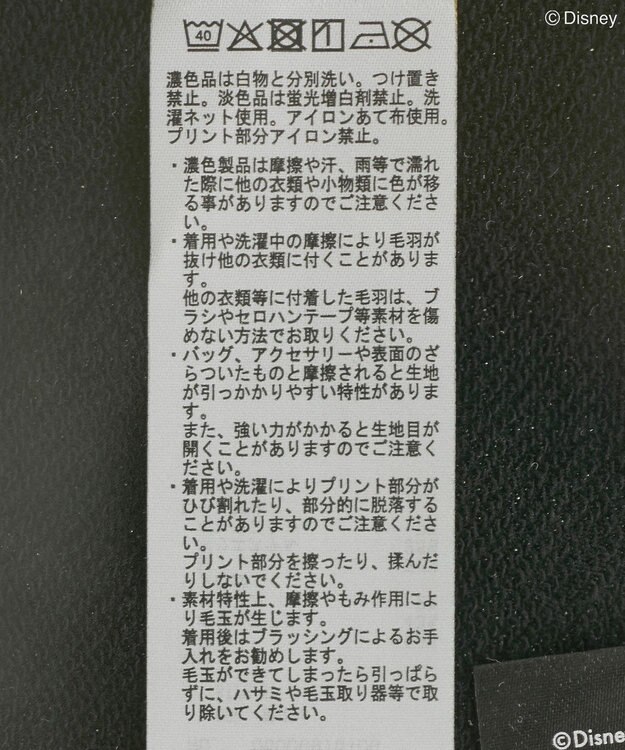 ©Disney
40
濃色品は白物と分別洗い。つけ置き
禁止。淡色品は蛍光増白剤禁止。洗
濯ネット使用。アイロンあて布使用。
プリント部分アイロン禁止。
・濃色製品は摩擦や汗、雨等で濡れ
た際に他の衣類や小物類に色が移
る事がありますのでご注意くださ
い。
・着用や洗濯中の摩擦により毛羽が
抜け他の衣類に付くことがありま
す。
他の衣類等に付着した毛羽は、ブ
ラシやセロハンテープ等素材を傷
めない方法でお取りください。
・バッグ、アクセサリーや表面のざ
らついたものと摩擦されると生地
が引っかかりやすい特性がありま
す。
また、強い力がかかると生地目が
開くことがありますのでご注意く
ださい。
・着用や洗濯によりプリント部分が
ひび割れたり、部分的に脱落する
ことがありますのでご注意くださ
い。
プリント部分を擦ったり、揉んだ
りしないでください。
・素材特性上、摩擦やもみ作用によ
り毛玉が生じます。
着用後はブラッシングによるお手
入れをお勧めします。
毛玉ができてしまったら引っぱら
ずに、ハサミや毛玉取り器等で取
り除いてください。
©Disne